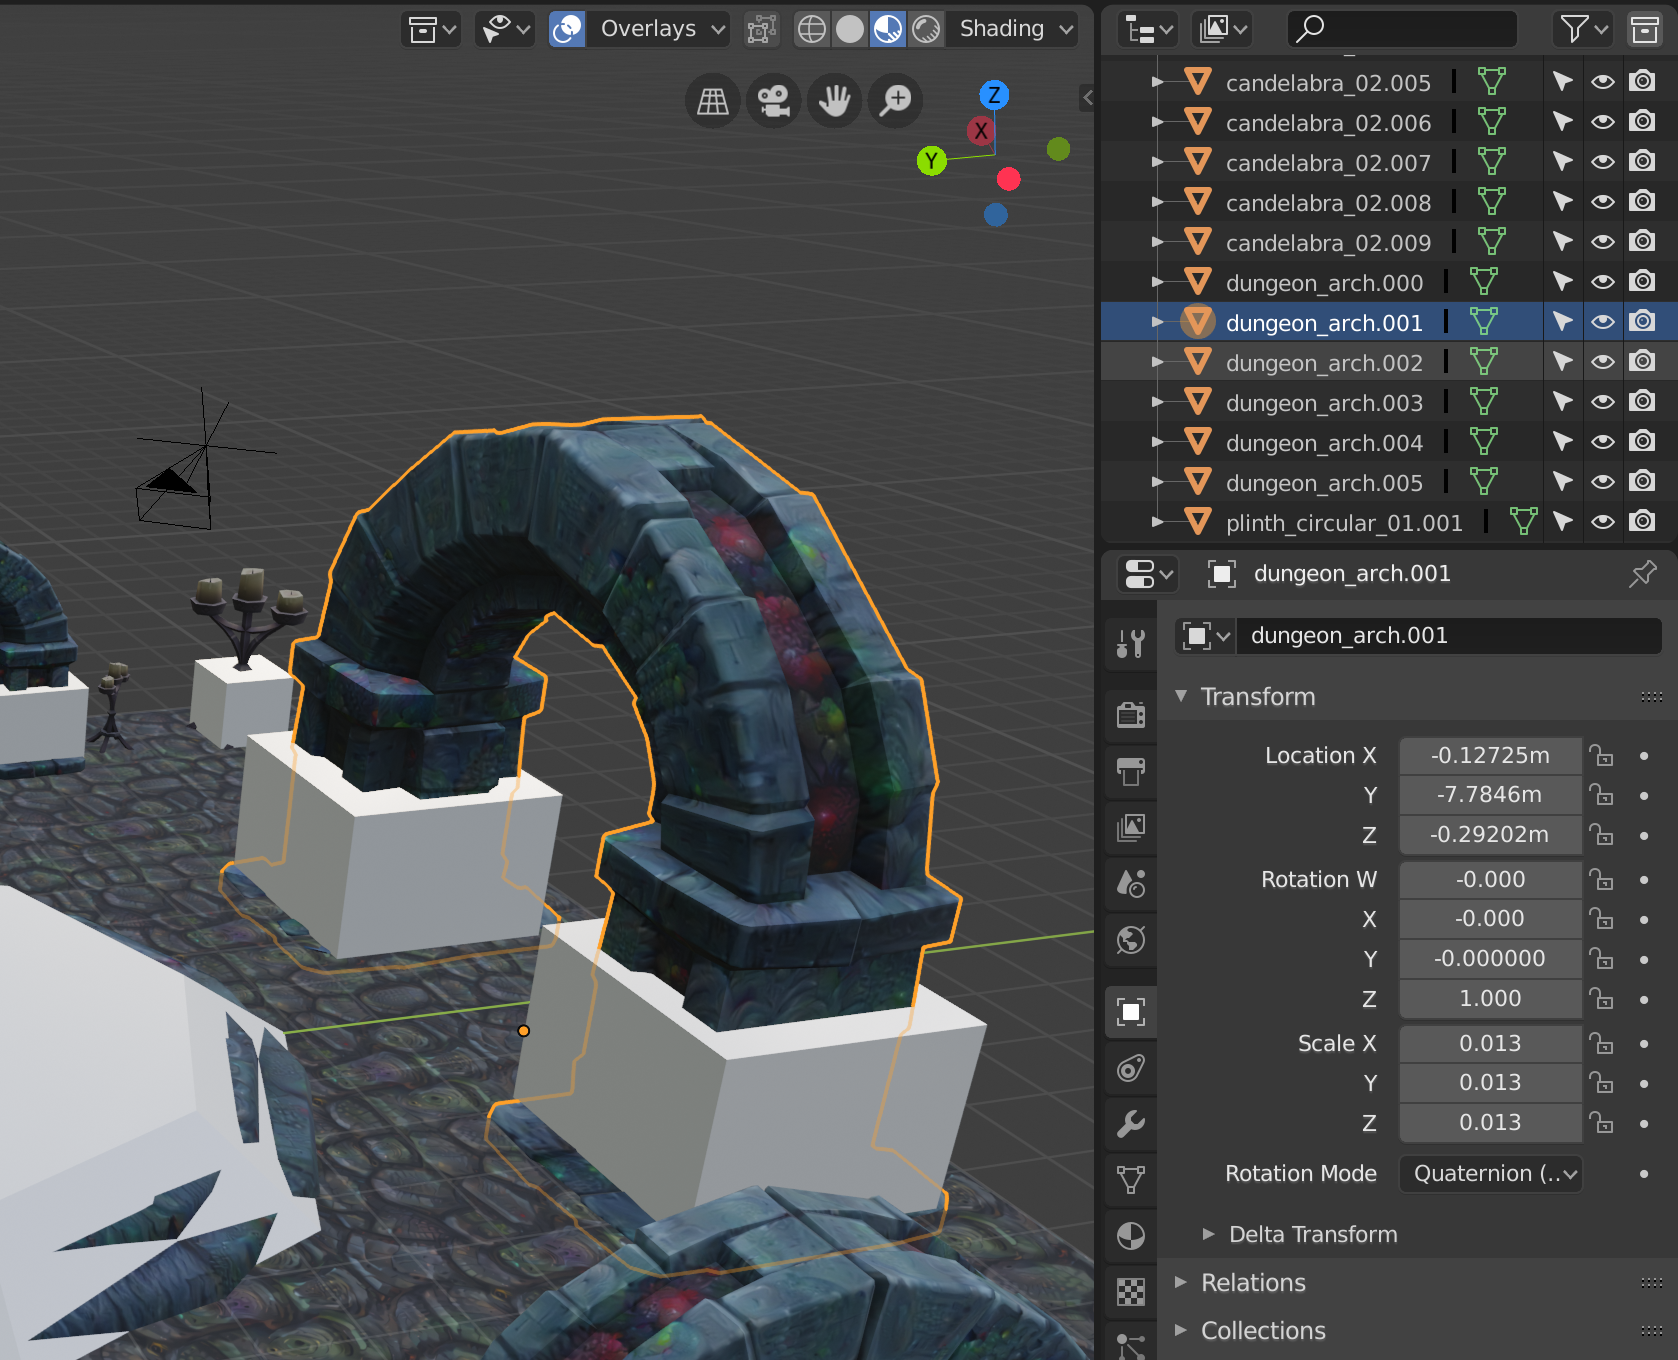 Overlays
Shading
Z
X
Y
candelabra_02.005
candelabra_02.006
candelabra_02.007
candelabra_02.008
candelabra_02.009
dungeon_arch.000
dungeon_arch.001
dungeon_arch.002
dungeon_arch.003
dungeon_arch.004
dungeon_arch.005
plinth_circular_01.001
dungeon_arch.001
dungeon_arch.001
Transform
Location X -0.12725m
Y -7.7846m
Z -0.29202m
Rotation W -0.000
X -0.000
Y -0.000000
Z 1.000
Scale X 0.013
Y 0.013
Z 0.013
Rotation Mode Quaternion (..
Delta Transform
Relations
Collections